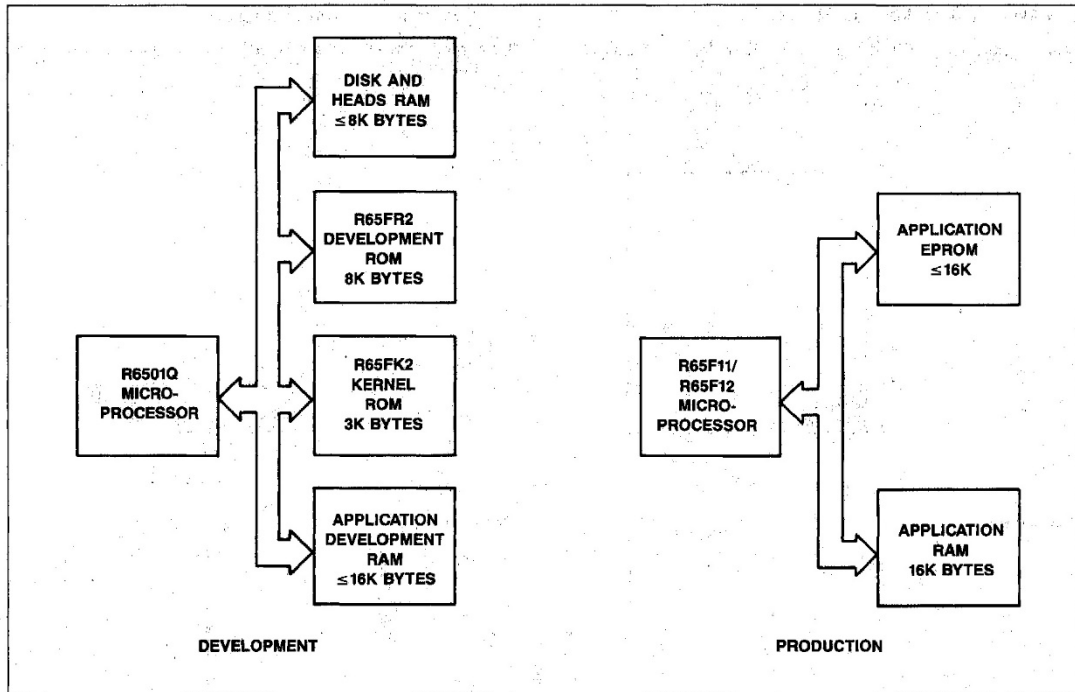 DISK AND
HEADS RAM
≤8K BYTES
R65FR2
DEVELOPMENT
ROM
8K BYTES
R6501Q
MICRO-
PROCESSOR
R65FK2
KERNEL
ROM
3K BYTES
APPLICATION
DEVELOPMENT
RAM
≤16K BYTES
DEVELOPMENT
APPLICATION
EPROM
≤16K
R65F11/
R65F12
MICRO-
PROCESSOR
APPLICATION
RAM
16K BYTES
PRODUCTION